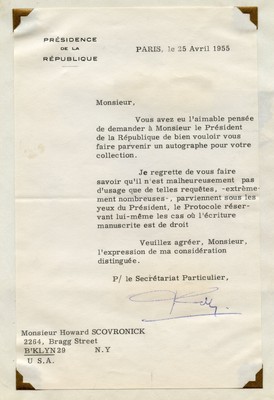 PRÉSIDENCE
DE LA
RÉPUBLIQUE
PARIS, le 25 Avril 1955
Monsieur,
Vous avez eu l'aimable pensée
de demander à Monsieur le Président
de la République de bien vouloir vous
faire parvenir un autographe pour votre
collection.
Je regrette de vous faire
savoir qu'il n'est malheureusement pas
d'usage que de telles requêtes, -extrême-
ment nombreuses-, parviennent sous les
yeux du Président, le Protocole réser-
vant lui-même les cas où l'écriture
manuscrite est de droit
Veuillez agréer, Monsieur,
l'expression de ma considération
distinguée.
P/ le Secrétariat Particulier,
Monsieur Howard SCOVRONICK
2264, Bragg Street
B'KLYN 29 N.Y
U S.A.